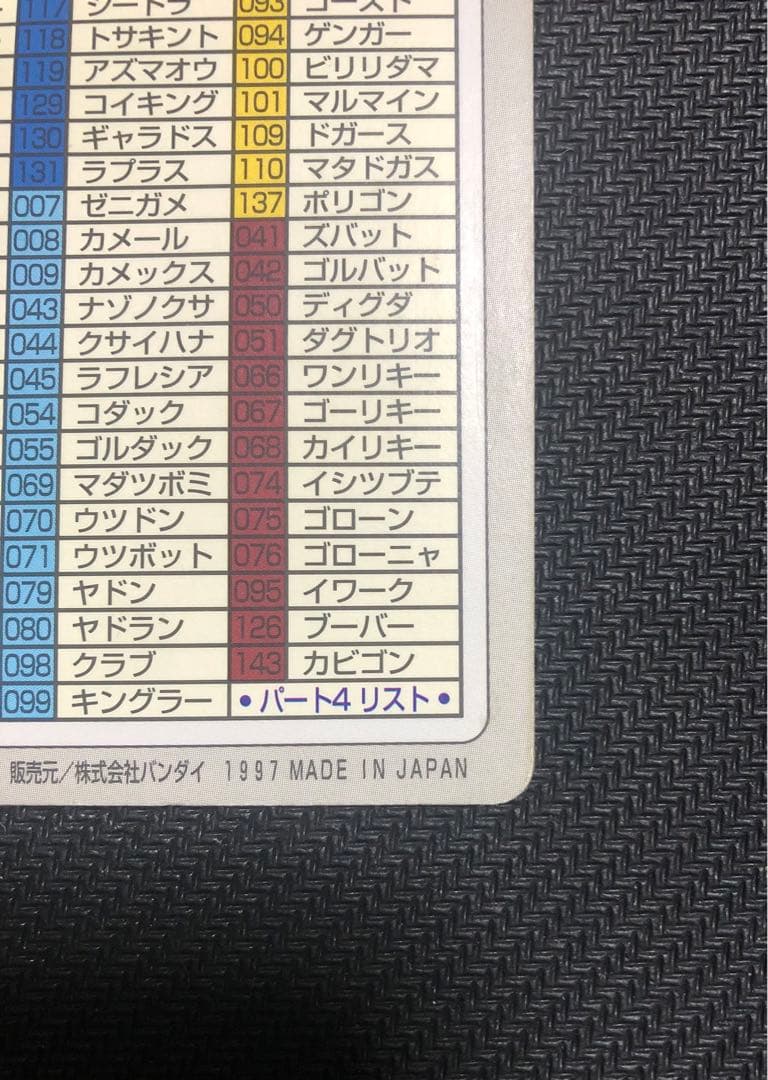 117 シードラ 093 ゴースト
118 トサキント 094 ゲンガー
119 アズマオウ 100 ビリリダマ
129 コイキング 101 マルマイン
130 ギャラドス 109 ドガース
131 ラプラス 110 マタドガス
007 ゼニガメ 137 ポリゴン
008 カメール 041 ズバット
009 カメックス 042 ゴルバット
043 ナゾノクサ 050 ディグダ
044 クサイハナ 051 ダグトリオ
045 ラフレシア 066 ワンリキー
054 コダック 067 ゴーリキー
055 ゴルダック 068 カイリキー
069 マダツボミ 074 イシツブテ
070 ウツドン 075 ゴローン
071 ウツボット 076 ゴローニャ
079 ヤドン 095 イワーク
080 ヤドラン 126 ブーバー
098 クラブ 143 カビゴン
099 キングラー •パート4 リスト•
販売元／株式会社バンダイ 1997 MADE IN JAPAN